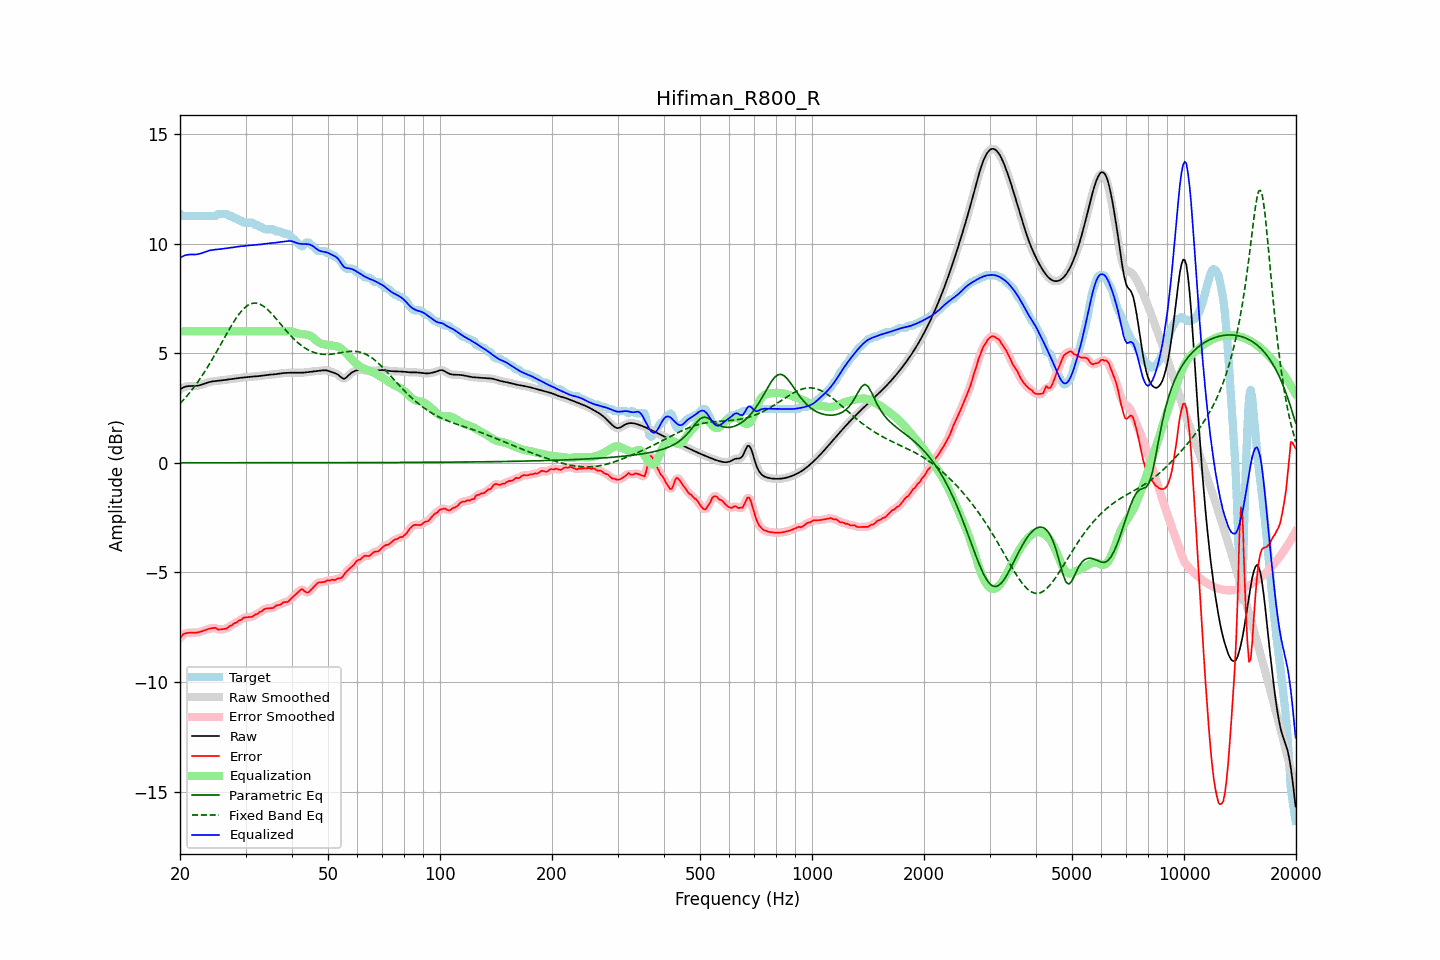 Hifiman_R800_R
15
10
5
0
−5
−10
−15
Amplitude (dBr)
Target
Raw Smoothed
Error Smoothed
Raw
Error
Equalization
Parametric Eq
Fixed Band Eq
Equalized
20
50
100
200
500
1000
2000
5000
10000
20000
Frequency (Hz)